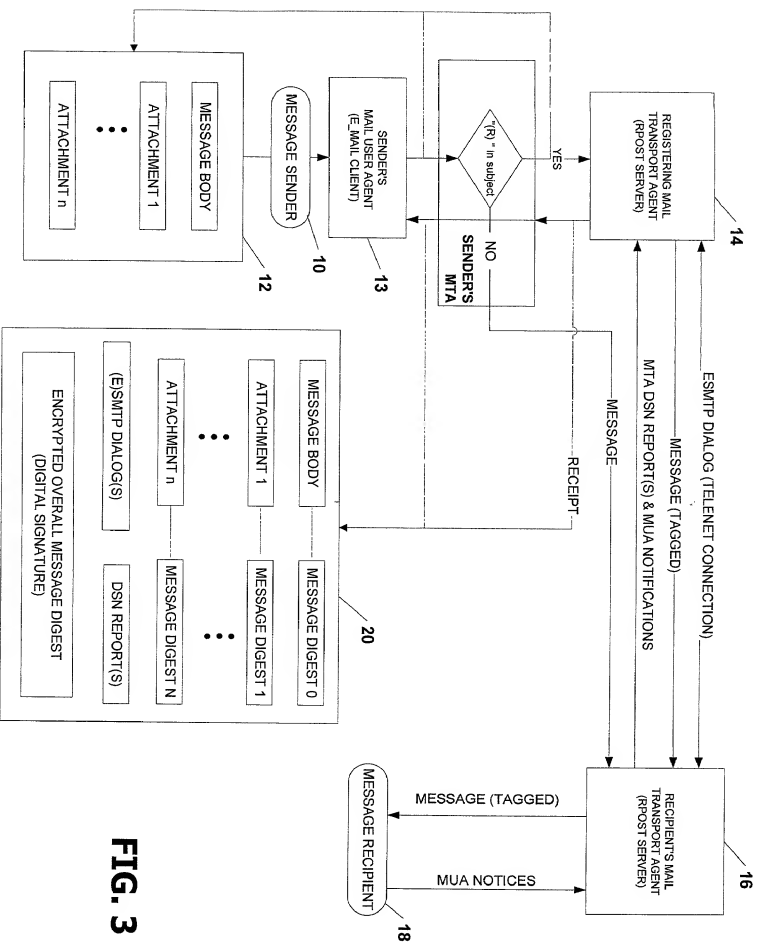 REGISTERING MAIL
TRANSPORT AGENT
(RPOST SERVER)
14
ESMTP DIALOG (TELENET CONNECTION)
MESSAGE (TAGGED)
MTA DSN REPORT(S) & MUA NOTIFICATIONS
RECIPIENT'S MAIL
TRANSPORT AGENT
(RPOST SERVER)
16
YES
"(R) " in subject
NO
SENDER'S
MTA
MESSAGE
RECEIPT
SENDER'S
MAIL USER AGENT
(E_MAIL CLIENT)
13
MESSAGE SENDER
10
MESSAGE BODY
ATTACHMENT 1
ATTACHMENT n
12
MESSAGE BODY
MESSAGE DIGEST 0
ATTACHMENT 1
MESSAGE DIGEST 1
ATTACHMENT n
MESSAGE DIGEST N
(E)SMTP DIALOG(S)
DSN REPORT(S)
ENCRYPTED OVERALL MESSAGE DIGEST
(DIGITAL SIGNATURE)
20
MESSAGE (TAGGED)
MUA NOTICES
MESSAGE RECIPIENT
18
FIG. 3